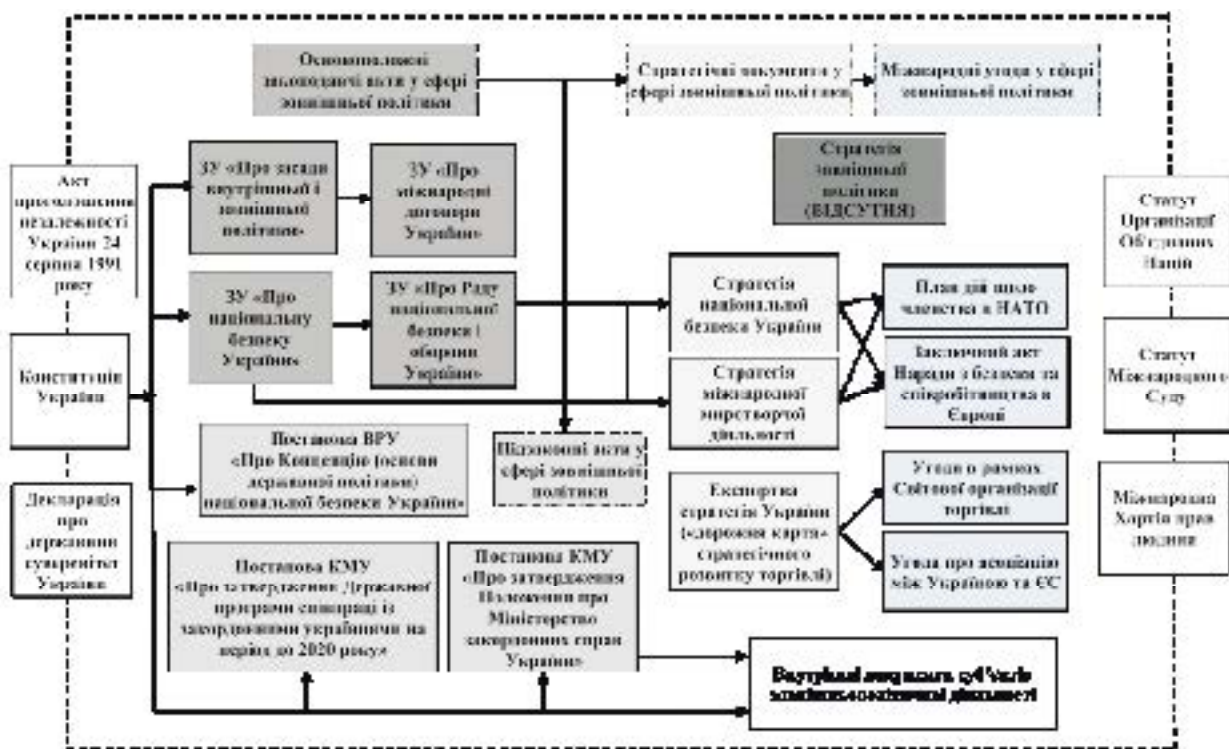 Основоположні
законодавчі акти у сфері
зовнішньої політики
Стратегічні документи у
сфері зовнішньої політики
Міжнародні угоди у сфері
зовнішньої політики
Акт
проголошення
незалежності
України 24
серпня 1991
року
ЗУ «Про засади
внутрішньої і
зовнішньої
політики»
ЗУ «Про
міжнародні
договори
України»
Стратегія
зовнішньої
політики
(ВІДСУТНЯ)
Статут
Організації
Об'єднаних
Націй
ЗУ «Про
національну
безпеку
України»
ЗУ «Про Раду
національної
безпеки і
оборони
України»
Стратегія
національної
безпека України
План дій щодо
членства в НАТО
Конституція
України
Стратегія
міжнародної
миротворчої
діяльності
Заключний акт
Наради з безпеки та
співробітництва в
Європі
Статут
Міжнародного
Суду
Постанова ВРУ
«Про Концепцію (основи
державної політики)
національної безпеки України»
Підзаконні акти у
сфері зовнішньої
політики
Декларація
про
державний
суверенітет
України
Експортна
стратегія України
(«дорожня карта»
стратегічного
розвитку торгівлі)
Угоди в рамках
Світової організації
торгівлі
Угода про асоціацію
між Україною та ЄС
Міжнародна
Хартія прав
людини
Постанова КМУ
«Про затвердження Державної
програми співпраці із
закордонними українцями на
період до 2020 року»
Постанова КМУ
«Про затвердження
Положення про
Міністерство
закордонних справ
України»
Внутрішні суб'єктів
діяльності